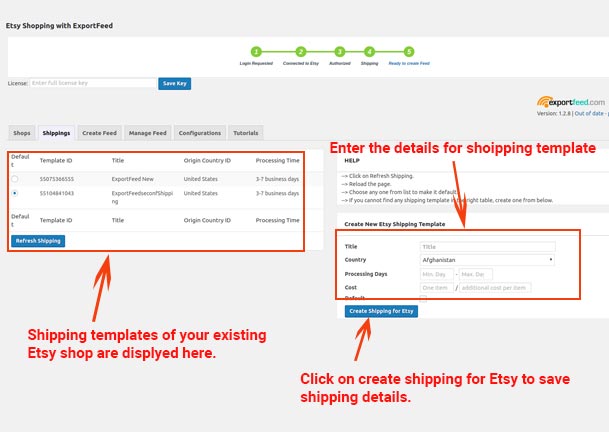 Etsy Shopping with ExportFeed
1 2 3 4 5
Login Requested Connected to Etsy Authorized Shipping Ready to create Feed
License: Enter full license key Save Key
exportfeed.com
Version: 1.2.8 | Out of date - p
Shops Shippings Create Feed Manage Feed Configurations Tutorials
Enter the details for shoipping template
Default Template ID Title Origin Country ID Processing Time
55075366555 ExportFeed New United States 3-7 business days
55104841043 ExportFeedseconfShipping United States 3-7 business days
Default Template ID Title Origin Country ID Processing Time
Refresh Shipping
HELP
--> Click on Refresh Shipping.
--> Reload the page.
--> Choose any one from list to make it default
--> if you cannot find any shipping template in the right table, create one from below.
Create New Etsy Shipping Template
Title Title
Country Afghanistan
Processing Days Min. Day - Max. Day
Cost One item / additional cost per item
Default
Create Shipping for Etsy
Shipping templates of your existing
Etsy shop are displyed here.
Click on create shipping for Etsy to save
shipping details.